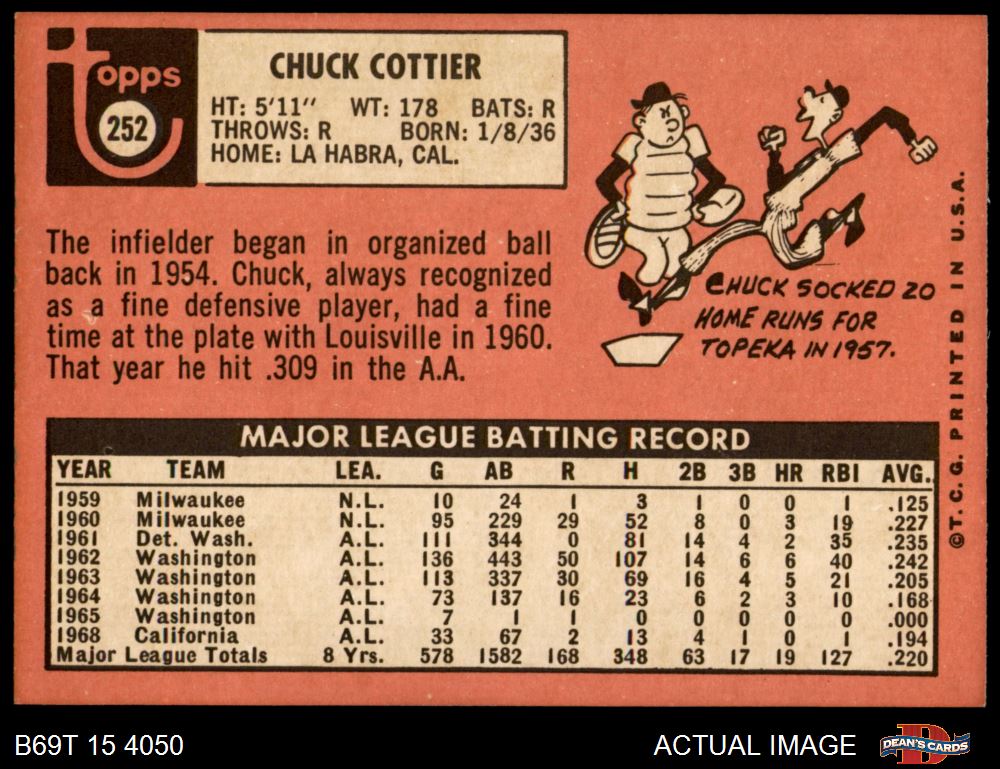 Topps
252
CHUCK COTTIER
HT: 5'11" WT: 178 BATS: R
THROWS: R BORN: 1/8/36
HOME: LA HABRA, CAL.
The infielder began in organized ball
back in 1954. Chuck, always recognized
as a fine defensive player, had a fine
time at the plate with Louisville in 1960.
That year he hit .309 in the A.A.
CHUCK SOCKED 20
HOME RUNS FOR
TOPEKA IN 1957.
©T.C.G. PRINTED IN U.S.A.
MAJOR LEAGUE BATTING RECORD
YEAR TEAM LEA. G AB R H 2B 3B HR RBI AVG.
1959 Milwaukee N.L. 10 24 1 3 1 0 0 1 .125
1960 Milwaukee N.L. 95 229 29 52 8 0 3 19 .227
1961 Det. Wash. A.L. 111 344 0 81 14 4 2 35 .235
1962 Washington A.L. 136 443 50 107 14 6 6 40 .242
1963 Washington A.L. 113 337 30 69 16 4 5 21 .205
1964 Washington A.L. 73 137 16 23 6 2 3 10 .168
1965 Washington A.L. 7 1 1 0 0 0 0 0 .000
1968 California A.L. 33 67 2 13 4 1 0 1 .194
Major League Totals 8 Yrs. 578 1582 168 348 63 17 19 127 .220
B69T 15 4050
ACTUAL IMAGE
D
DEAN'S CARDS